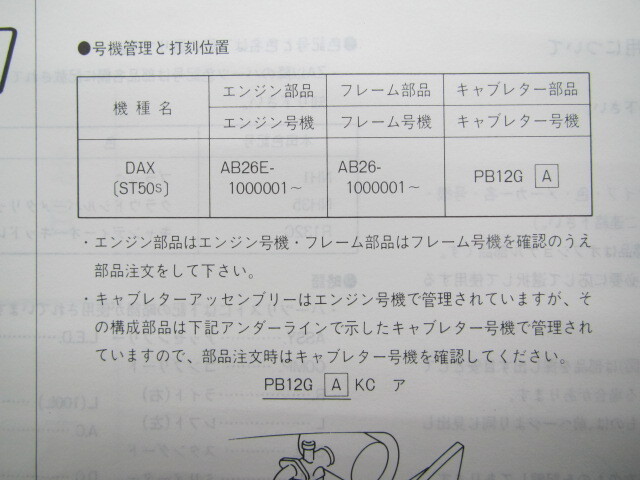 ●号機管理と打刻位置
機種名 エンジン部品 フレーム部品 キャブレター部品
エンジン号機 フレーム号機 キャブレター号機
DAX AB26E- AB26- PB12G A
〔ST50S〕 1000001～ 1000001～
・エンジン部品はエンジン号機・フレーム部品はフレーム号機を確認のうえ
部品注文をして下さい。
・キャブレターアッセンブリーはエンジン号機で管理されていますが、そ
の構成部品は下記アンダーラインで示したキャブレター号機で管理され
ていますので、部品注文時はキャブレター号機を確認してください。
PB12G A KC ア